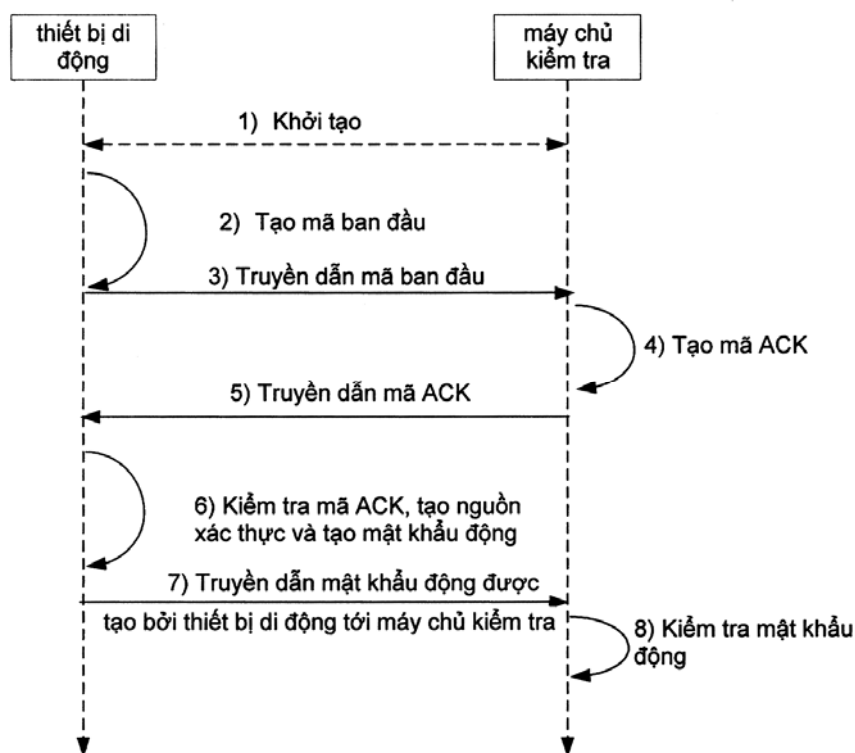 thiết bị di
động
máy chủ
kiểm tra
1) Khởi tạo
2) Tạo mã ban đầu
3) Truyền dẫn mã ban đầu
4) Tạo mã ACK
5) Truyền dẫn mã ACK
6) Kiểm tra mã ACK, tạo nguồn
xác thực và tạo mật khẩu động
7) Truyền dẫn mật khẩu động được
tạo bởi thiết bị di động tới máy chủ kiểm tra
8) Kiểm tra mật khẩu
động